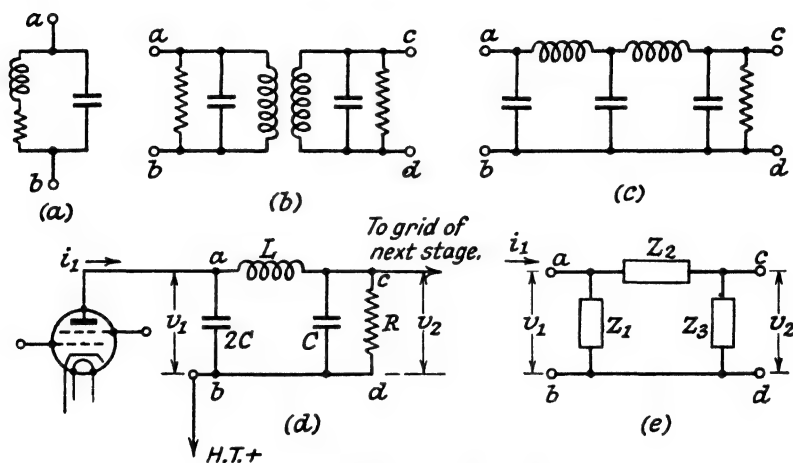 a
b
(a)
a
b
c
d
(b)
a
b
c
d
(c)
i₁
a
L
To grid of
next stage.
c
v₁
2C
C
R
v₂
b
d
(d)
H.T.+
i₁
a
Z₂
c
v₁
Z₁
Z₃
v₂
b
d
(e)